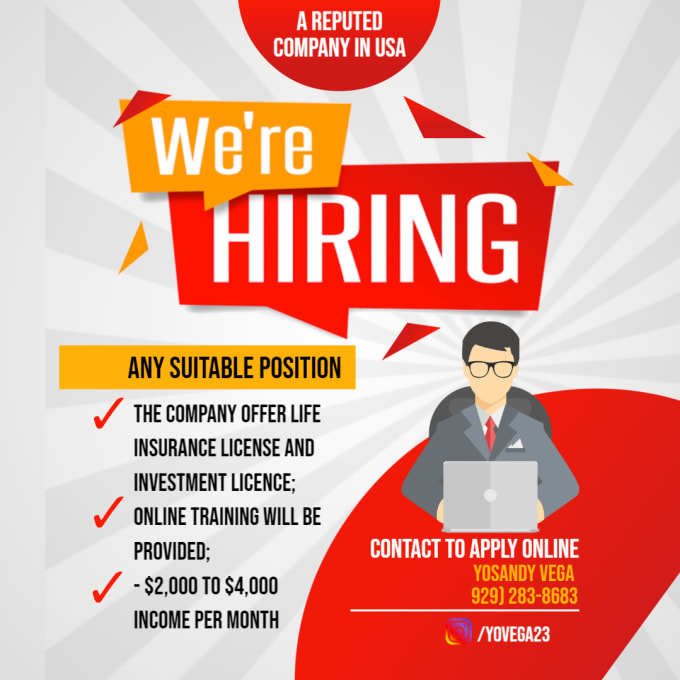 A REPUTED
COMPANY IN USA
We're
HIRING
ANY SUITABLE POSITION
THE COMPANY OFFER LIFE
INSURANCE LICENSE AND
INVESTMENT LICENCE;
ONLINE TRAINING WILL BE
PROVIDED;
- $2,000 TO $4,000
INCOME PER MONTH
CONTACT TO APPLY ONLINE
YOSANDY VEGA
929) 283-8683
/YOVEGA23